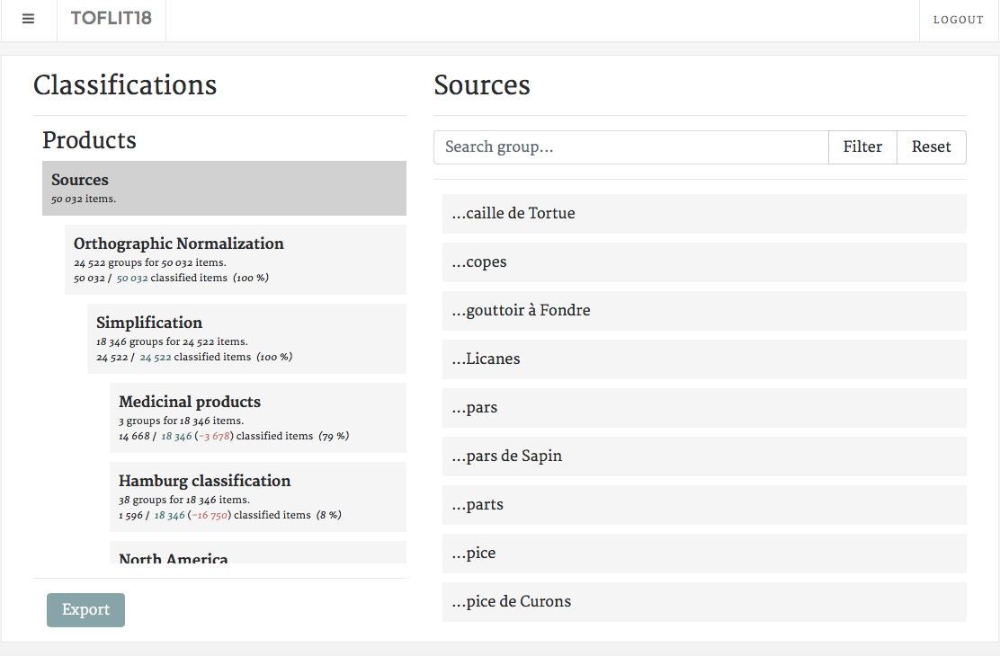 TOFLIT18
LOGOUT
Classifications
Products
Sources
50 032 items.
Orthographic Normalization
24 522 groups for 50 032 items.
50 032 / 50 032 classified items (100 %)
Simplification
18 346 groups for 24 522 items.
24 522 / 24 522 classified items (100 %)
Medicinal products
3 groups for 18 346 items.
14 668 / 18 346 (-3 678) classified items (79 %)
Hamburg classification
38 groups for 18 346 items.
1 596 / 18 346 (-16 750) classified items (8 %)
North America
Export
Sources
Search group...
Filter
Reset
...caille de Tortue
...copes
...gouttoir à Fondre
...Licanes
...pars
...pars de Sapin
...parts
...pice
...pice de Curons